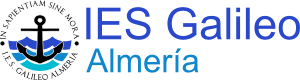 IN SAPIENTIAM SINE MORA
I.E.S. GALILEO ALMERÍA
IES Galileo
Almería